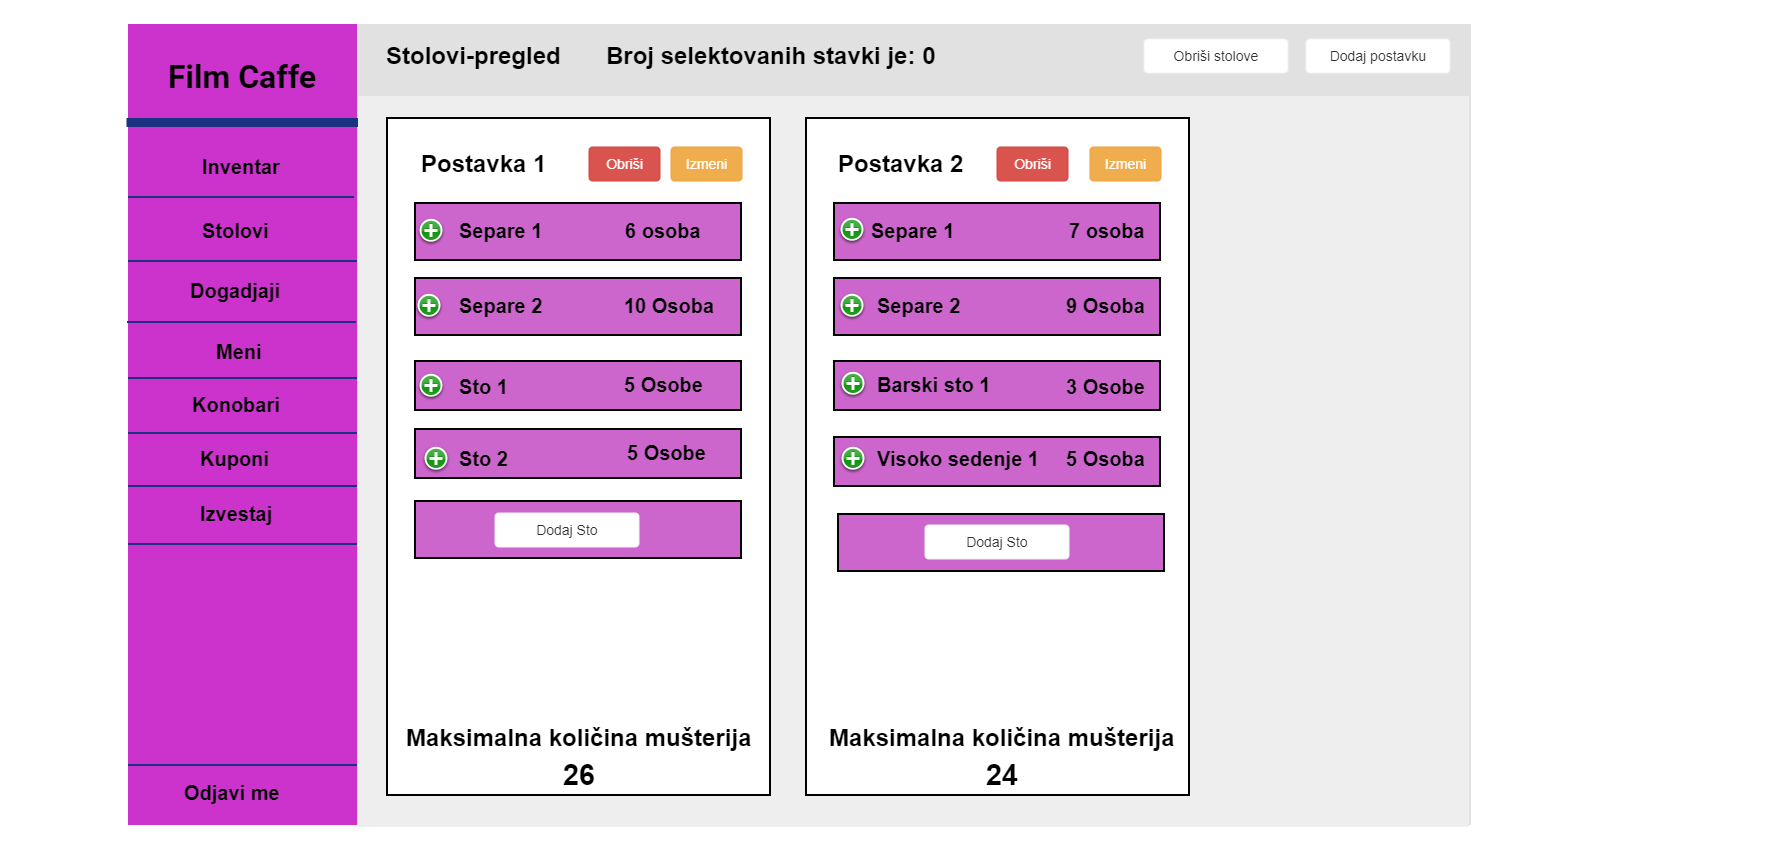 Film Caffe
Inventar
Stolovi
Dogadjaji
Meni
Konobari
Kuponi
Izvestaj
Odjavi me
Stolovi-pregled Broj selektovanih stavki je: 0 Obriši stolove Dodaj postavku
Postavka 1 Obriši Izmeni
Separe 1 6 osoba
Separe 2 10 Osoba
Sto 1 5 Osobe
Sto 2 5 Osobe
Dodaj Sto
Maksimalna količina mušterija
26
Postavka 2 Obriši Izmeni
Separe 1 7 osoba
Separe 2 9 Osoba
Barski sto 1 3 Osobe
Visoko sedenje 1 5 Osoba
Dodaj Sto
Maksimalna količina mušterija
24